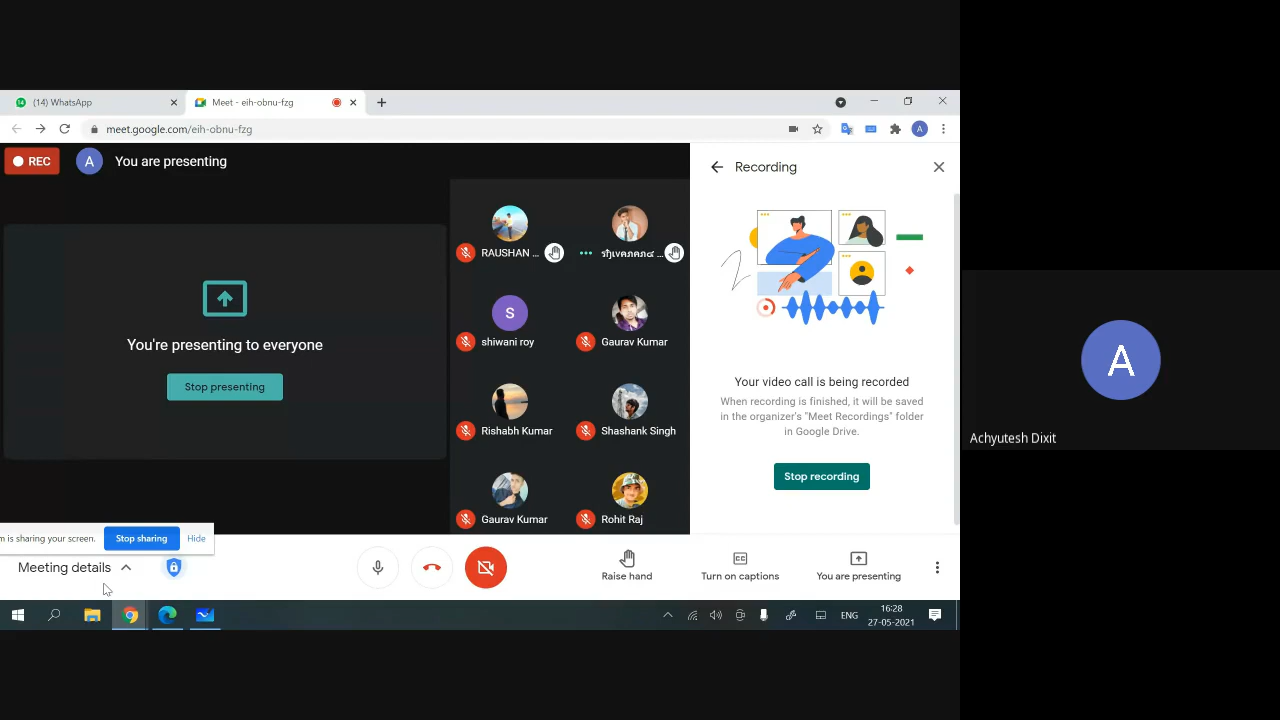 (14) WhatsApp
Meet - eih-obnu-fzg
meet.google.com/eih-obnu-fzg
A
REC
A
You are presenting
Recording
RAUSHAN ...
S
shiwani roy
Gaurav Kumar
You're presenting to everyone
Stop presenting
Your video call is being recorded
When recording is finished, it will be saved
in the organizer's "Meet Recordings" folder
in Google Drive.
Rishabh Kumar
Shashank Singh
A
Achyutesh Dixit
Stop recording
Gaurav Kumar
Rohit Raj
is sharing your screen.
Stop sharing
Hide
Meeting details
Raise hand
CC
Turn on captions
You are presenting
ENG
16:28
27-05-2021